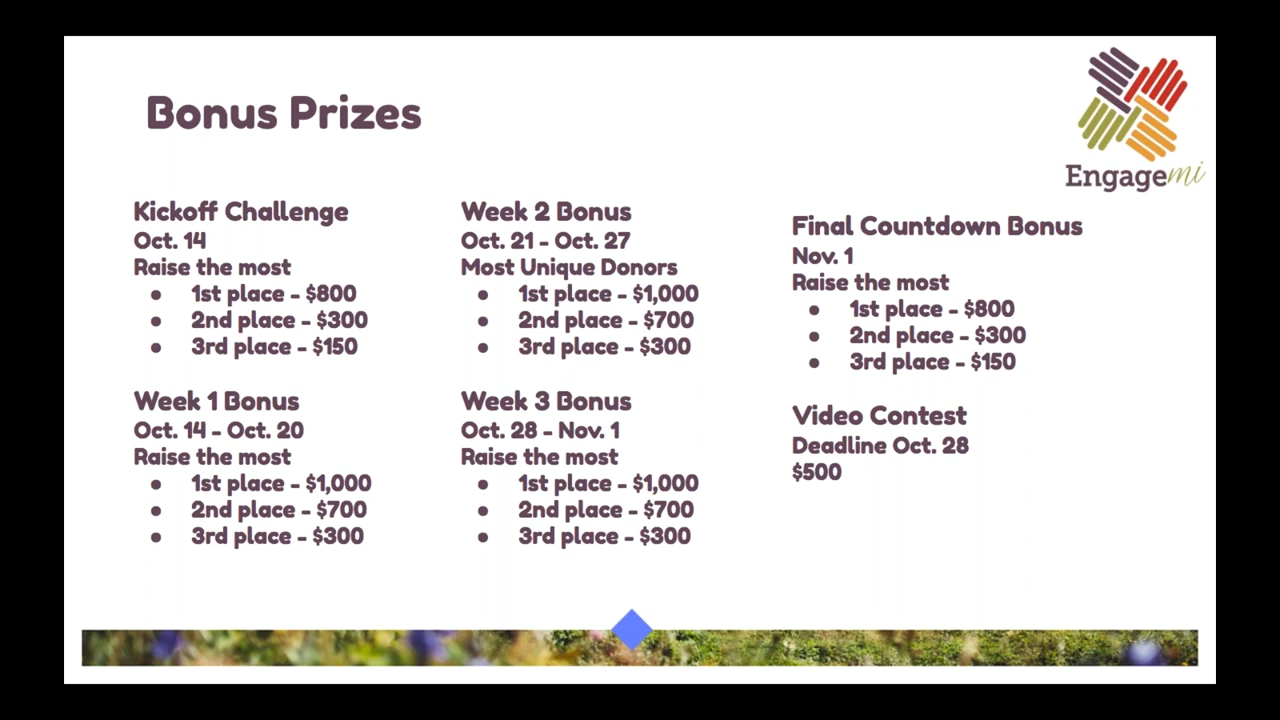 Bonus Prizes
Engagemi
Kickoff Challenge
Oct. 14
Raise the most
● 1st place - $800
● 2nd place - $300
● 3rd place - $150
Week 1 Bonus
Oct. 14 - Oct. 20
Raise the most
● 1st place - $1,000
● 2nd place - $700
● 3rd place - $300
Week 2 Bonus
Oct. 21 - Oct. 27
Most Unique Donors
● 1st place - $1,000
● 2nd place - $700
● 3rd place - $300
Week 3 Bonus
Oct. 28 - Nov. 1
Raise the most
● 1st place - $1,000
● 2nd place - $700
● 3rd place - $300
Final Countdown Bonus
Nov. 1
Raise the most
● 1st place - $800
● 2nd place - $300
● 3rd place - $150
Video Contest
Deadline Oct. 28
$500